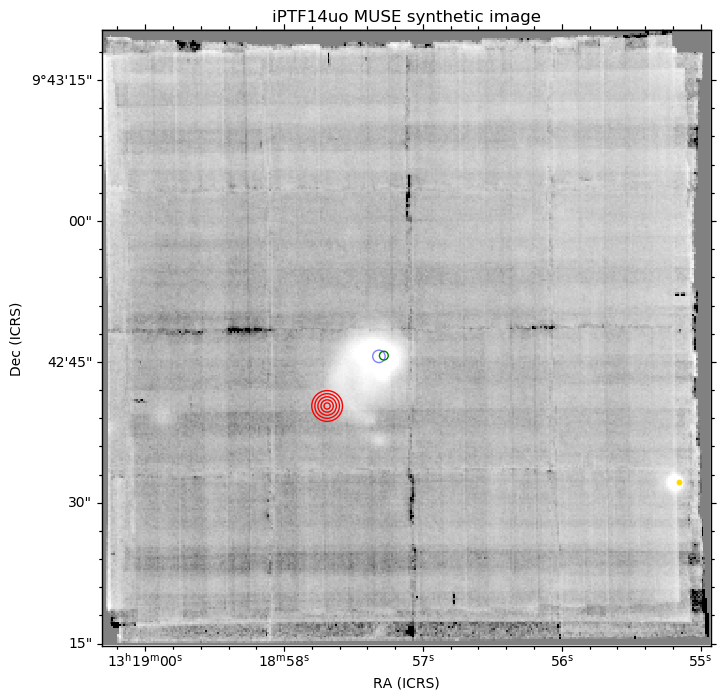 iPTF14uo MUSE synthetic image
9°43'15"
00"
42'45"
30"
15"
Dec (ICRS)
13ʰ19ᵐ00ˢ
18ᵐ58ˢ
57ˢ
56ˢ
55ˢ
RA (ICRS)